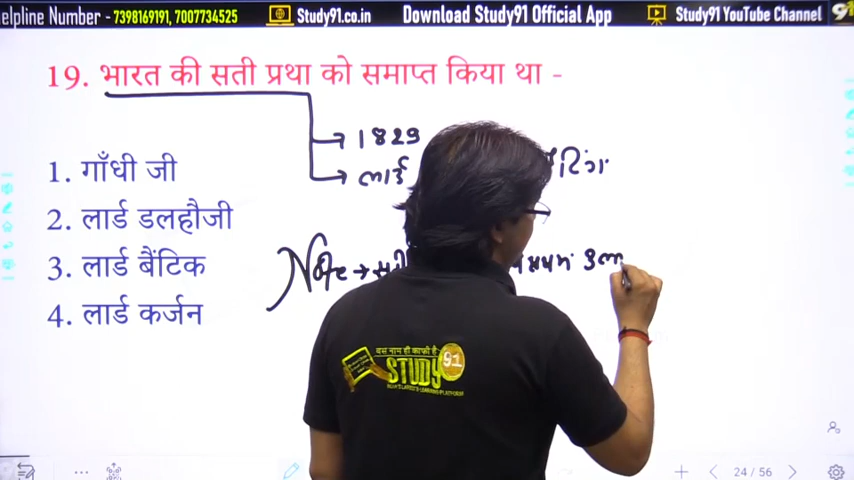 elpline Number - 7398169191, 7007734525 Study91.co.in Download Study91 Official App Study91 YouTube Channel 91
19. भारत की सती प्रथा को समाप्त किया था -
1829
1. गाँधी जी
लार्ड
2. लार्ड डलहौजी
3. लार्ड बैंटिक
Note →
4. लार्ड कर्जन
बस नाम ही काफी है
STUDY 91
24 / 56